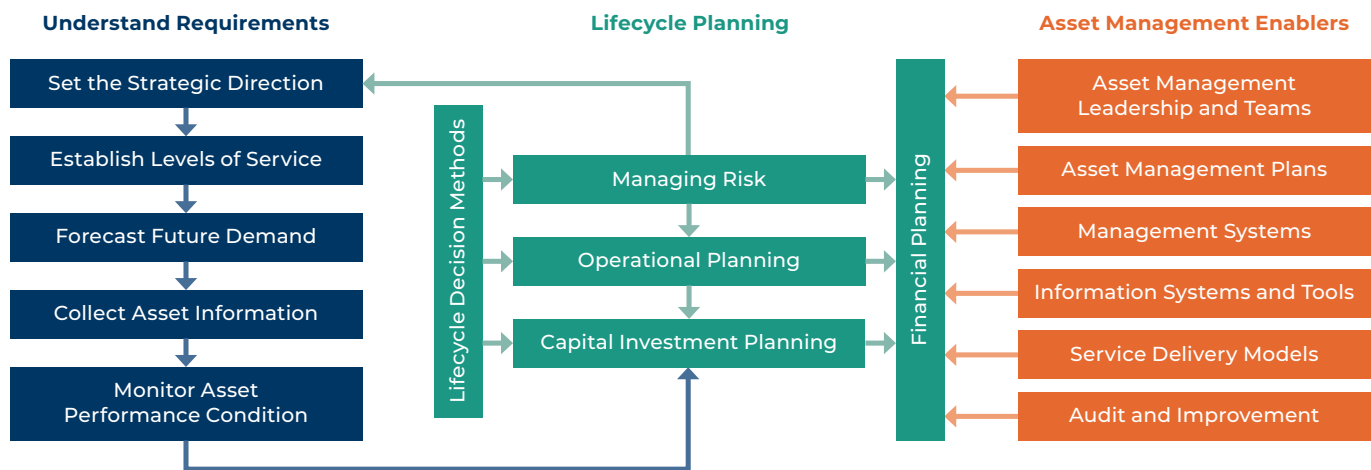 Understand Requirements
Set the Strategic Direction
Establish Levels of Service
Forecast Future Demand
Collect Asset Information
Monitor Asset
Performance Condition
Lifecycle Planning
Lifecycle Decision Methods
Managing Risk
Operational Planning
Capital Investment Planning
Financial Planning
Asset Management Enablers
Asset Management
Leadership and Teams
Asset Management Plans
Management Systems
Information Systems and Tools
Service Delivery Models
Audit and Improvement